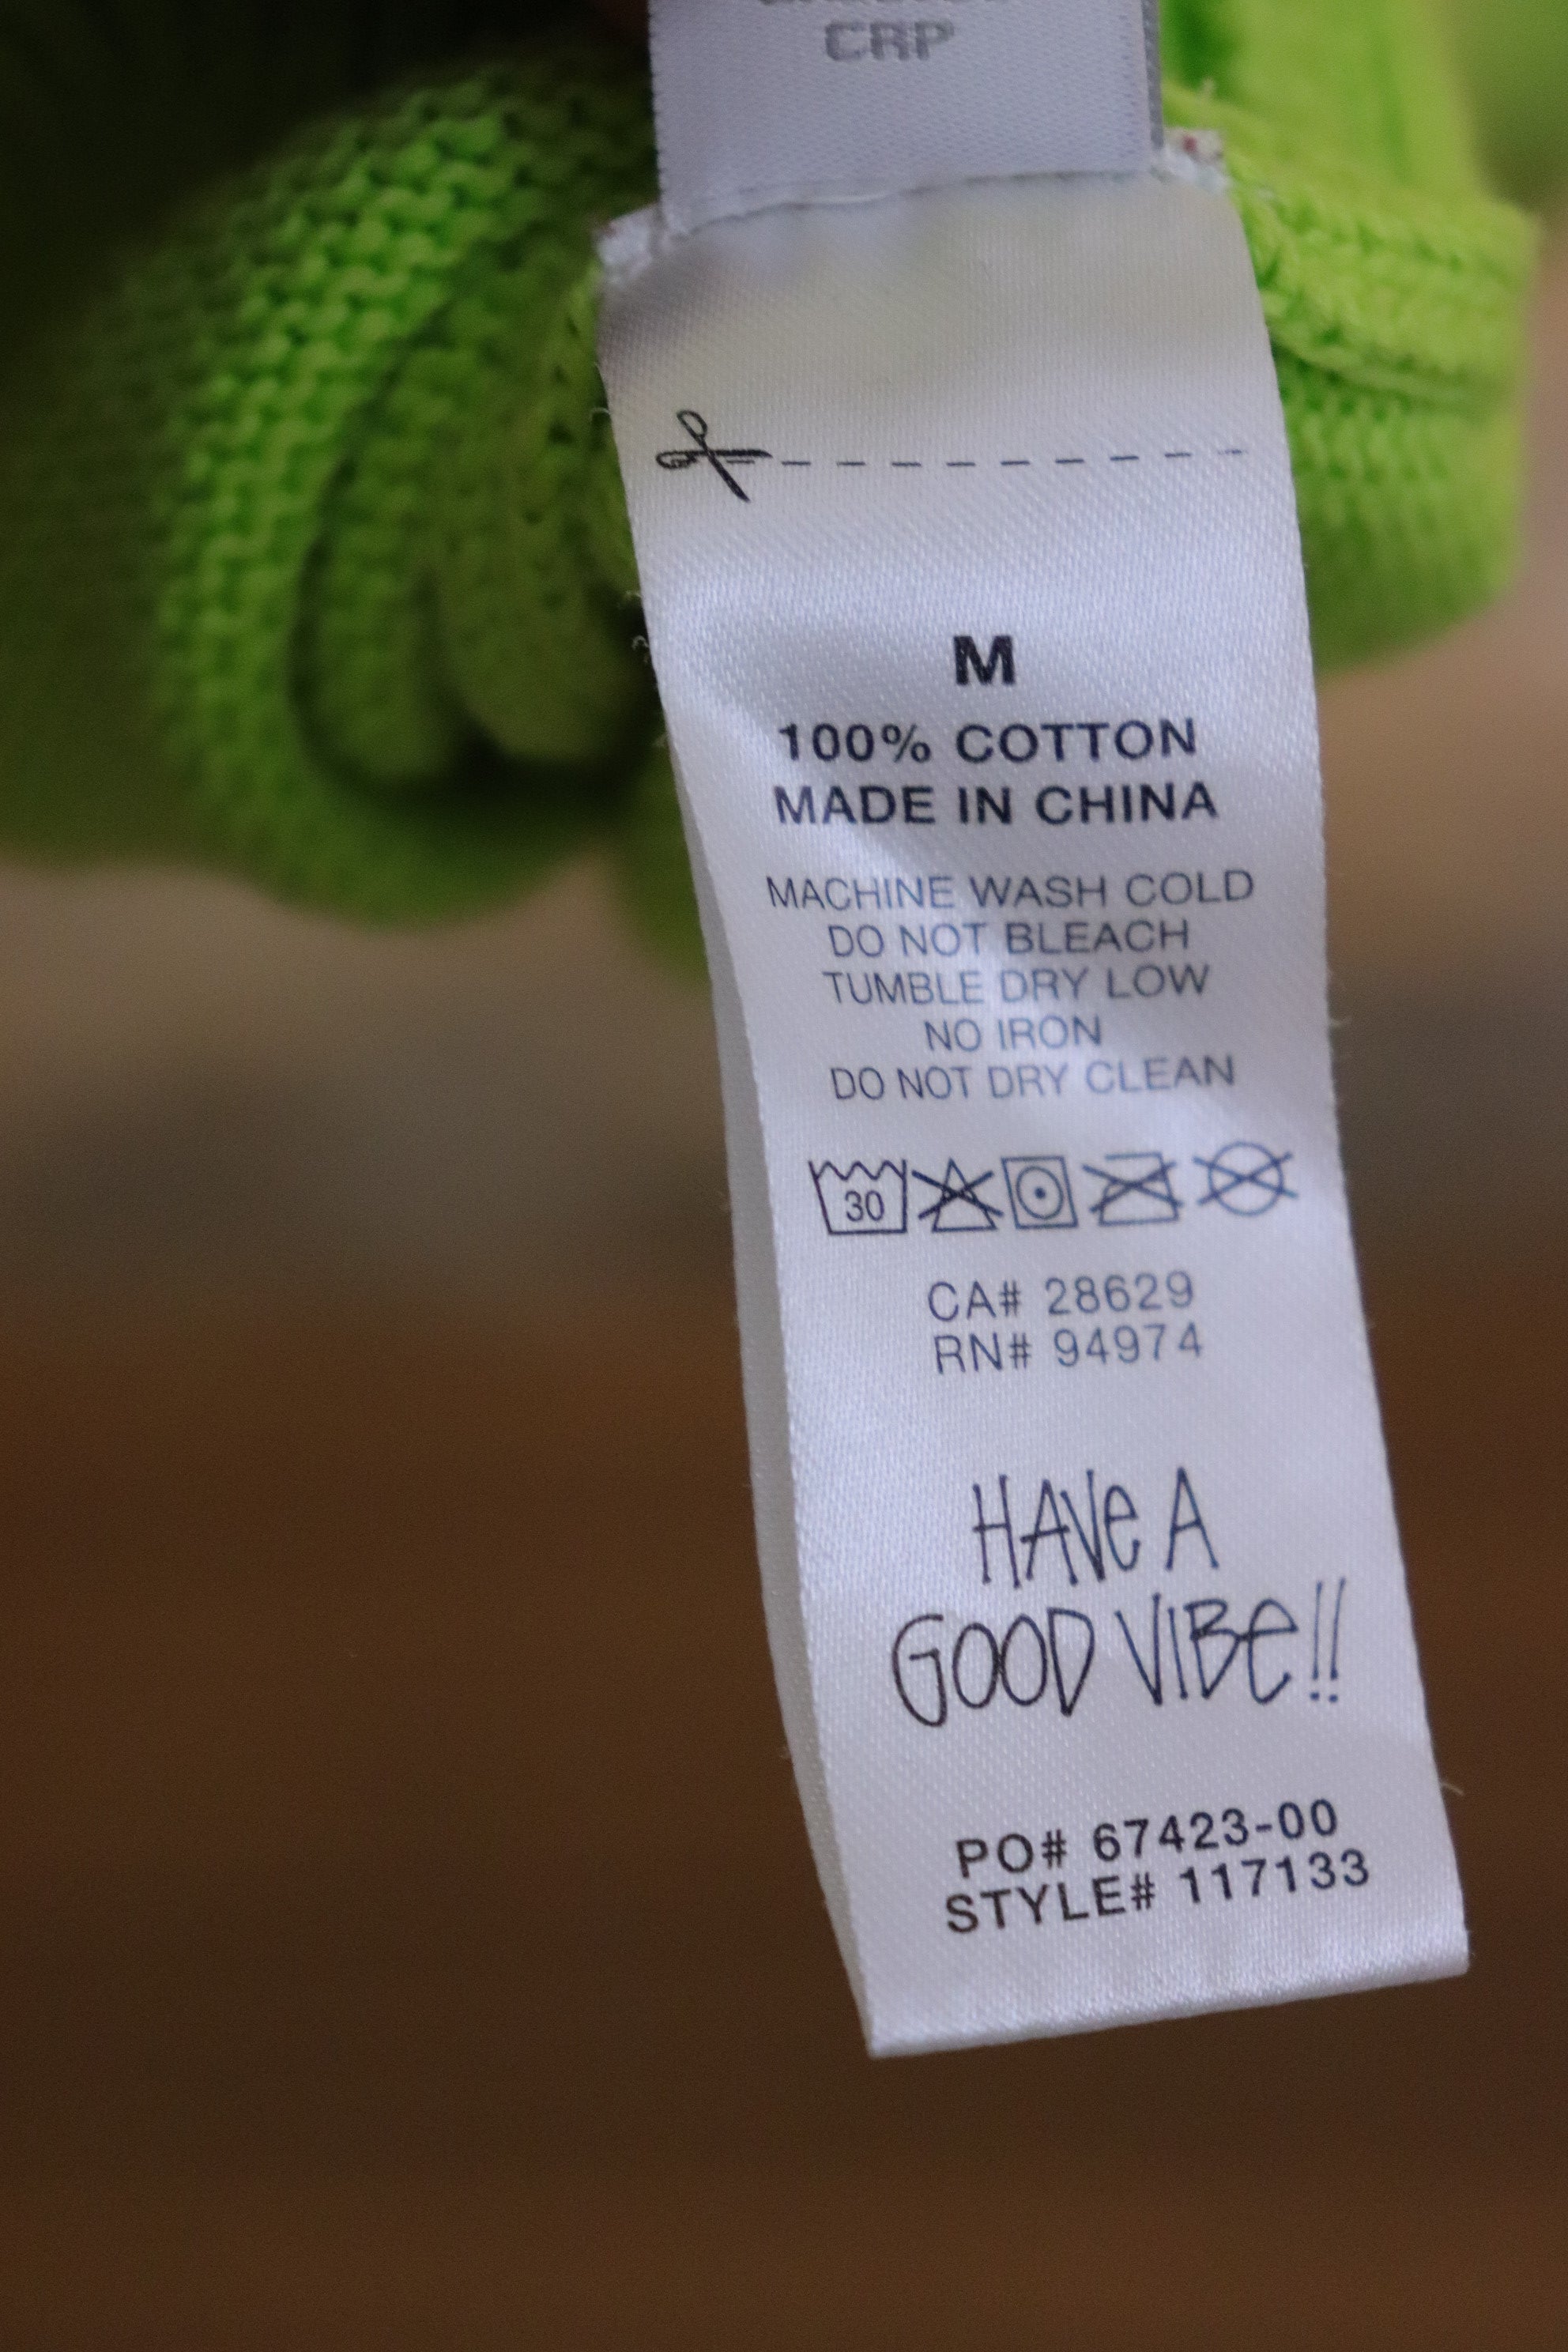 CRP
M
100% COTTON
MADE IN CHINA
MACHINE WASH COLD
DO NOT BLEACH
TUMBLE DRY LOW
NO IRON
DO NOT DRY CLEAN
30
CA# 28629
RN# 94974
HAVe A
GOOD VIBe!!
PO# 67423-00
STYLE# 117133